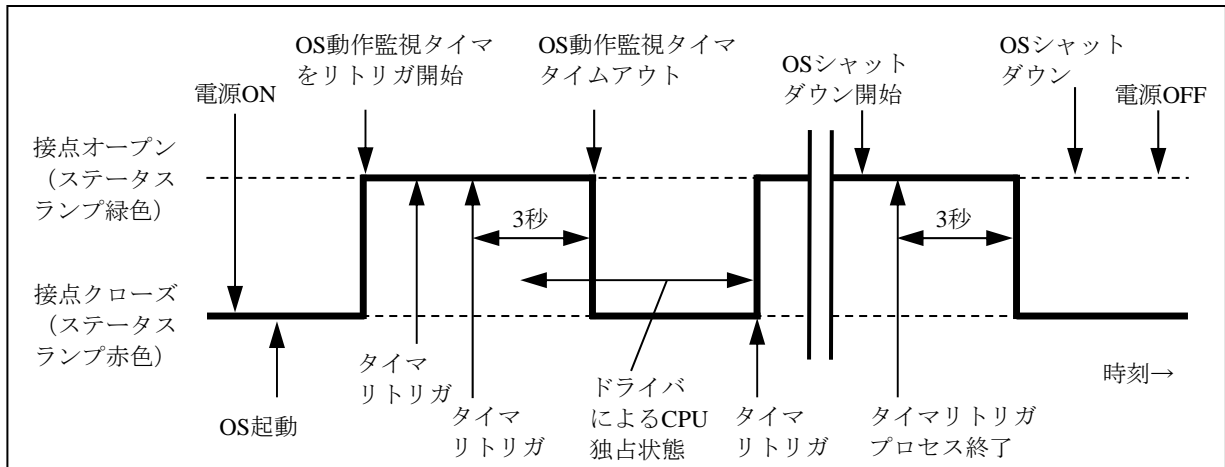 OS動作監視タイマ
をリトリガ開始
OS動作監視タイマ
タイムアウト
OSシャット
ダウン開始
OSシャット
ダウン
電源ON
電源OFF
接点オープン
（ステータス
ランプ緑色）
3秒
3秒
接点クローズ
（ステータス
ランプ赤色）
時刻→
OS起動
タイマ
リトリガ
タイマ
リトリガ
ドライバ
によるCPU
独占状態
タイマ
リトリガ
タイマリトリガ
プロセス終了